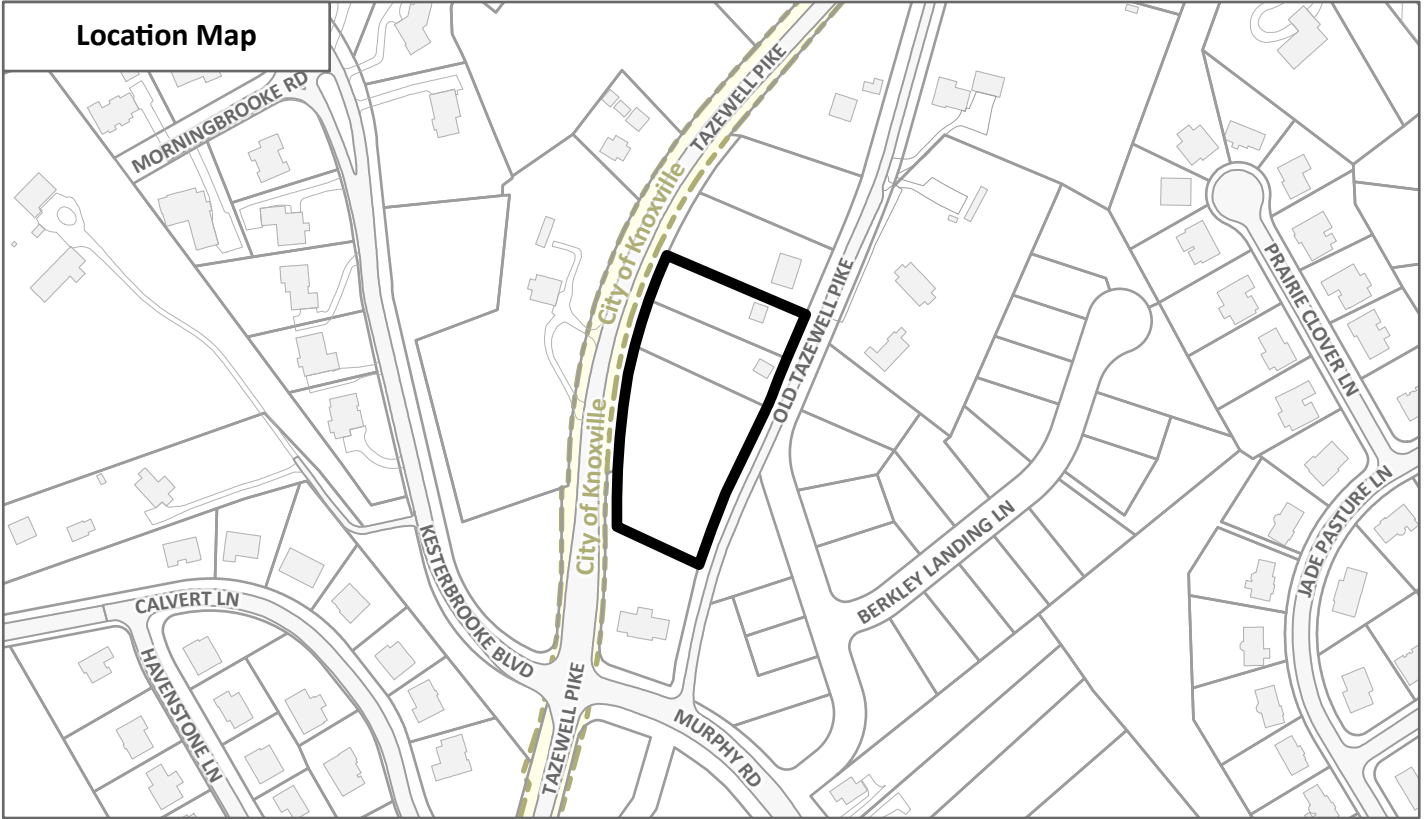 Location Map
TAZEWELL PIKE
MORNINGBROOKE RD
City of Knoxville
OLD TAZEWELL PIKE
PRAIRIE CLOVER LN
City of Knoxville
KESTERBROOKE BLVD
BERKLEY LANDING LN
JADE PASTURE LN
CALVERT LN
HAVENSTONE LN
TAZEWELL PIKE
MURPHY RD